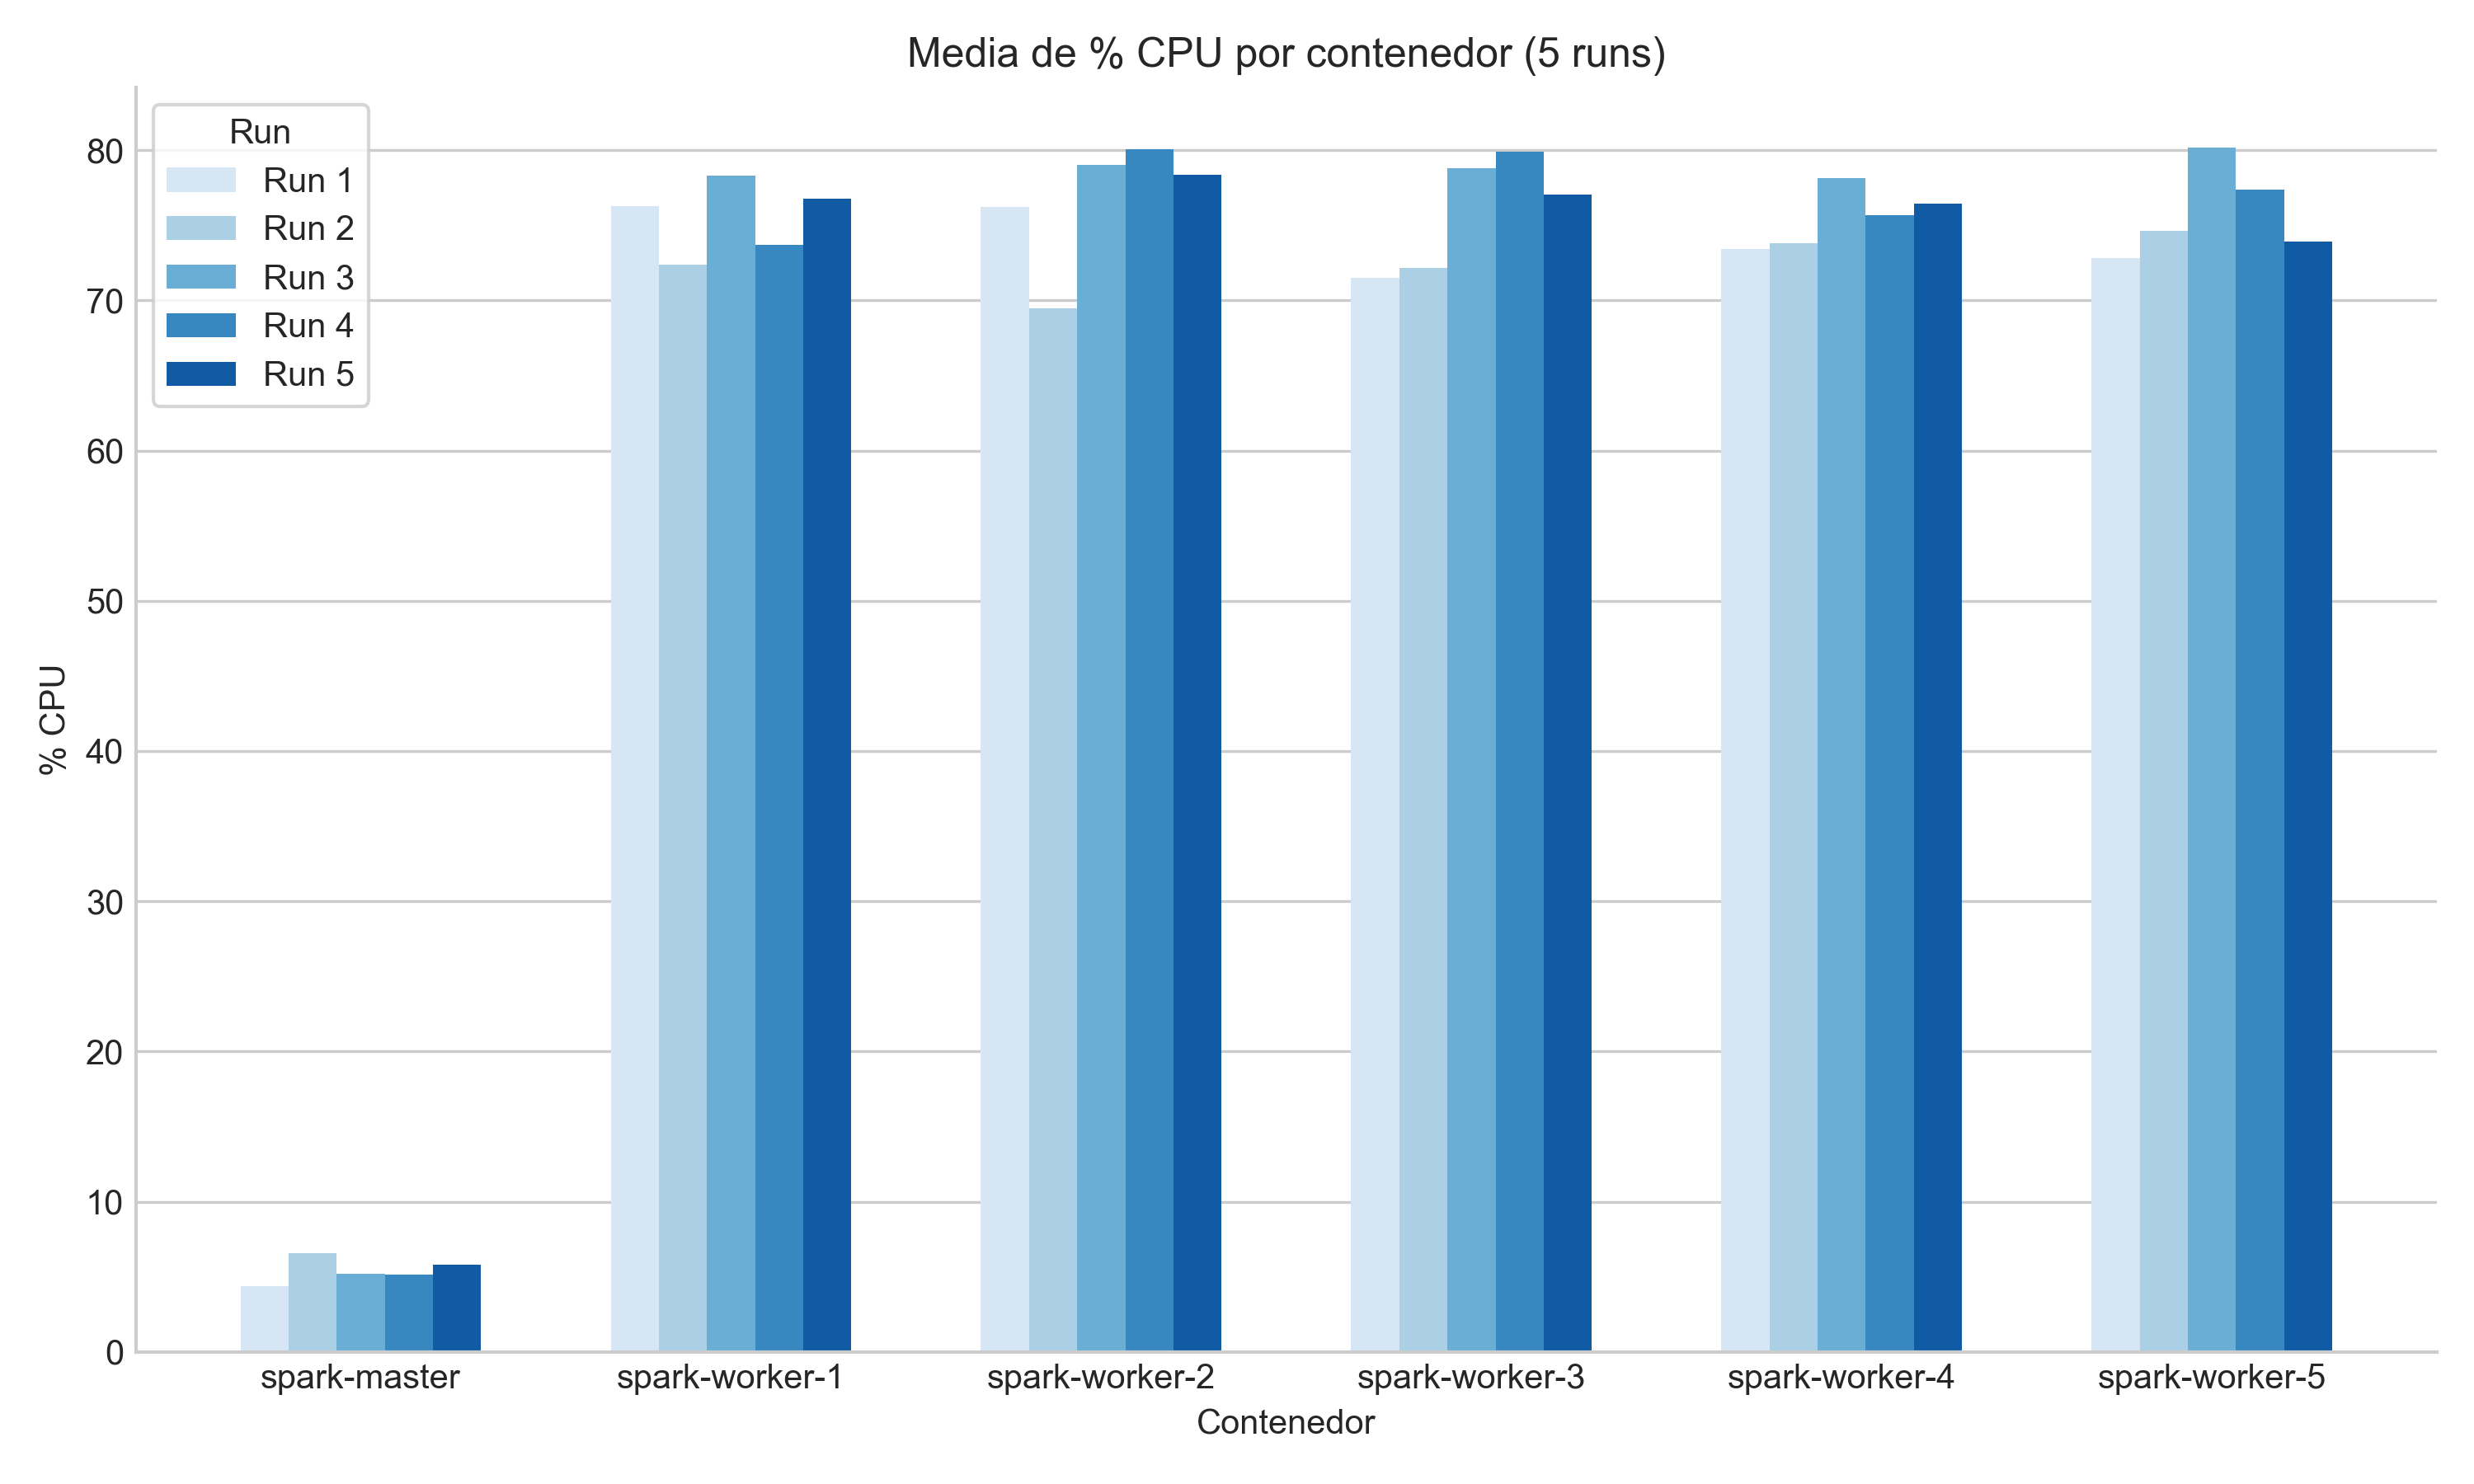 Media de % CPU por contenedor (5 runs)
Run
Run 1
Run 2
Run 3
Run 4
Run 5
% CPU
80
70
60
50
40
30
20
10
0
spark-master
spark-worker-1
spark-worker-2
spark-worker-3
spark-worker-4
spark-worker-5
Contenedor